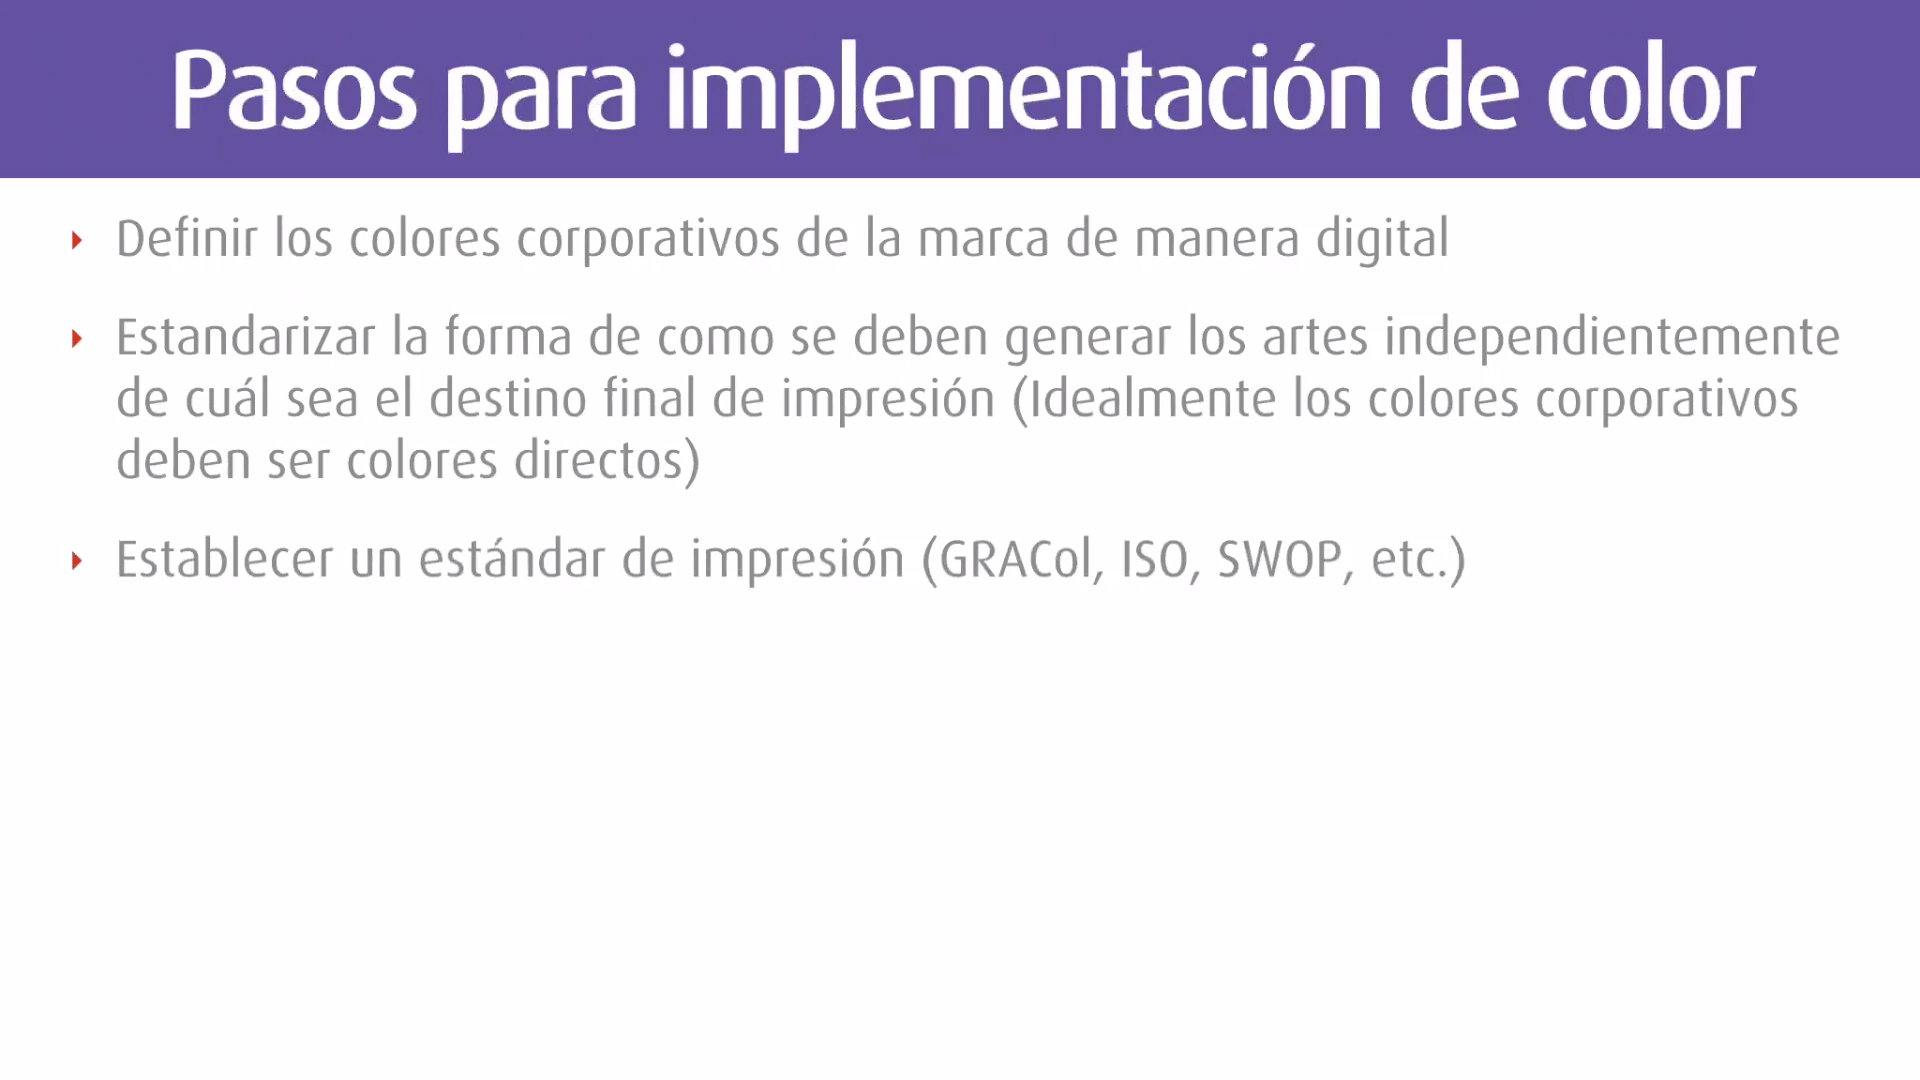 Pasos para implementación de color
Definir los colores corporativos de la marca de manera digital
Estandarizar la forma de como se deben generar los artes independientemente
de cuál sea el destino final de impresión (Idealmente los colores corporativos
deben ser colores directos)
Establecer un estándar de impresión (GRACol, ISO, SWOP, etc.)